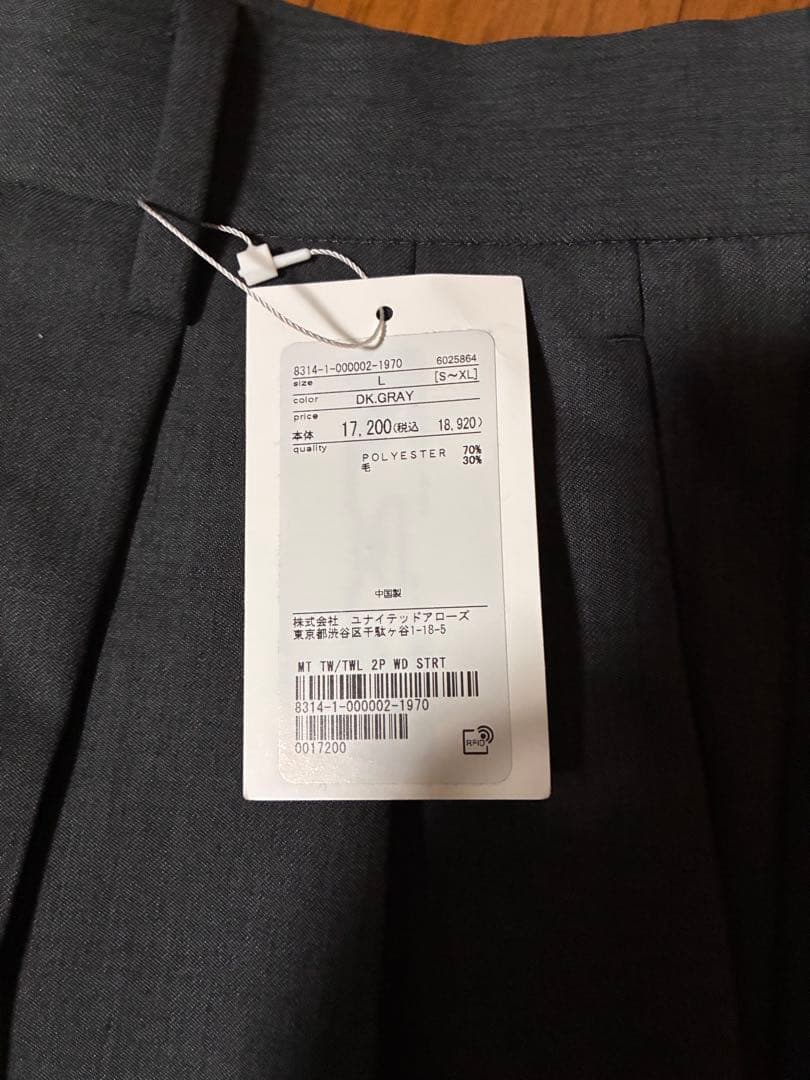 8314-1-000002-1970 6025864
size L [S～XL]
color DK.GRAY
price
本体 17,200(税込 18,920)
quality
POLYESTER 70%
毛 30%
中国製
株式会社 ユナイテッドアローズ
東京都渋谷区千駄ヶ谷1-18-5
MT TW/TWL 2P WD STRT
8314-1-000002-1970
0017200
RFID